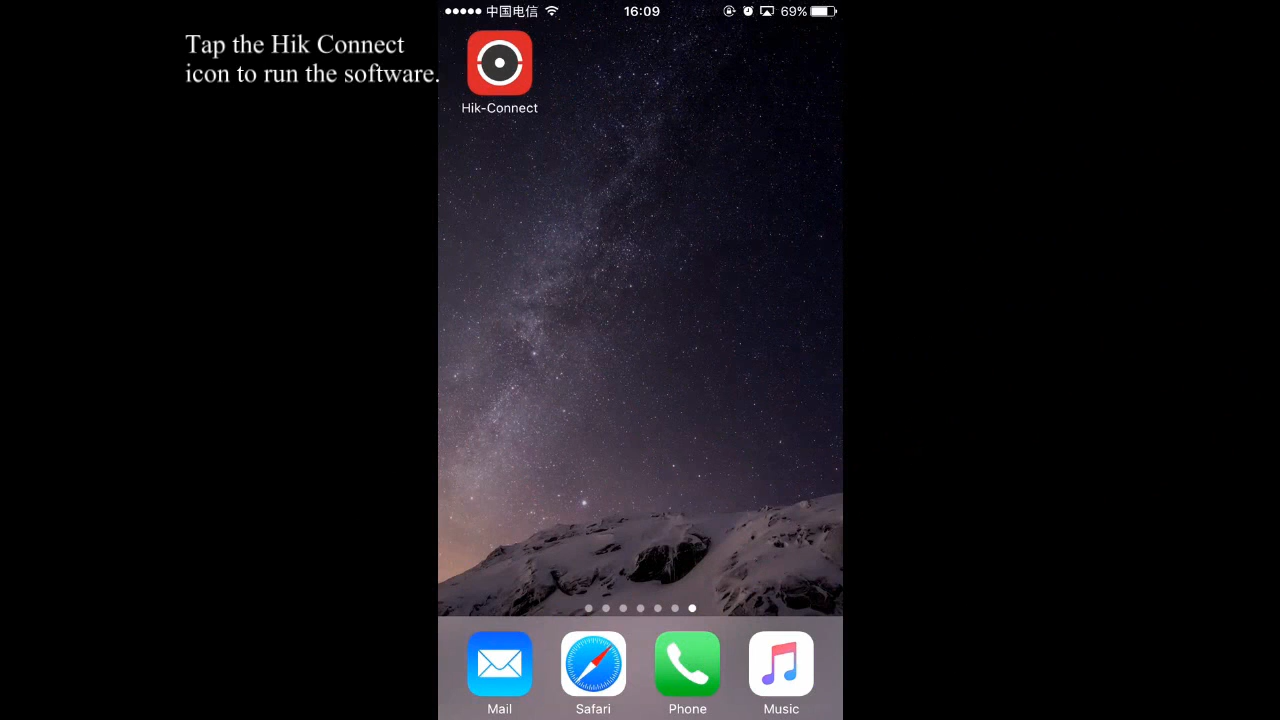 中国电信
16:09
69%
Tap the Hik Connect
icon to run the software.
Hik-Connect
Mail
Safari
Phone
Music